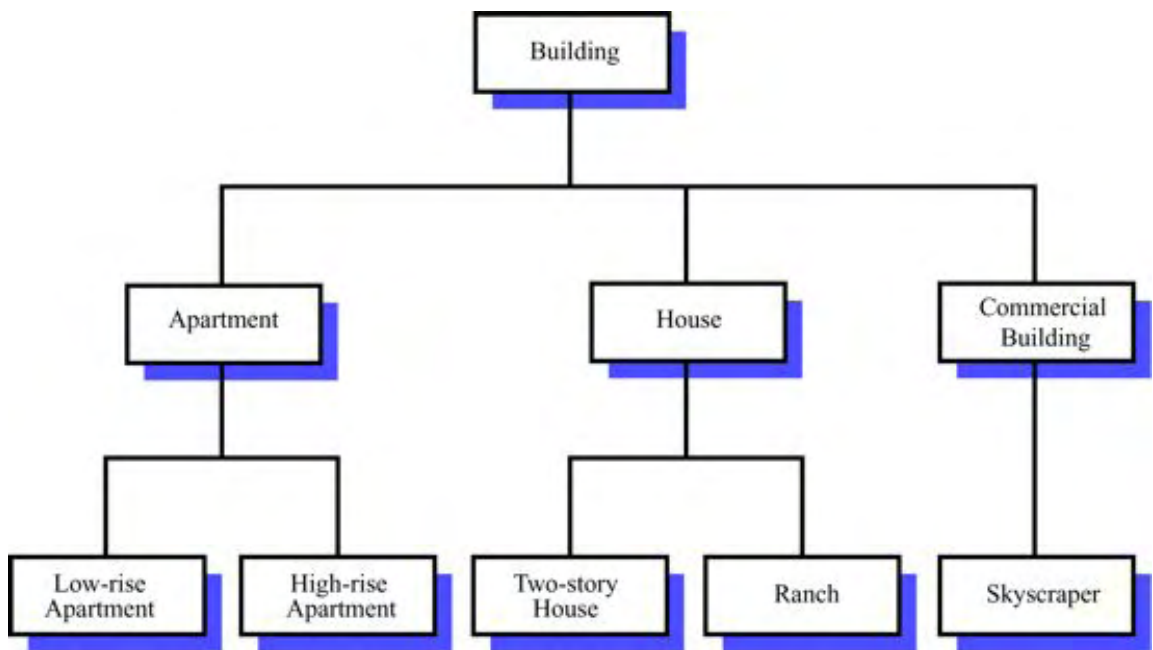 Building
Apartment
House
Commercial
Building
Low-rise
Apartment
High-rise
Apartment
Two-story
House
Ranch
Skyscraper